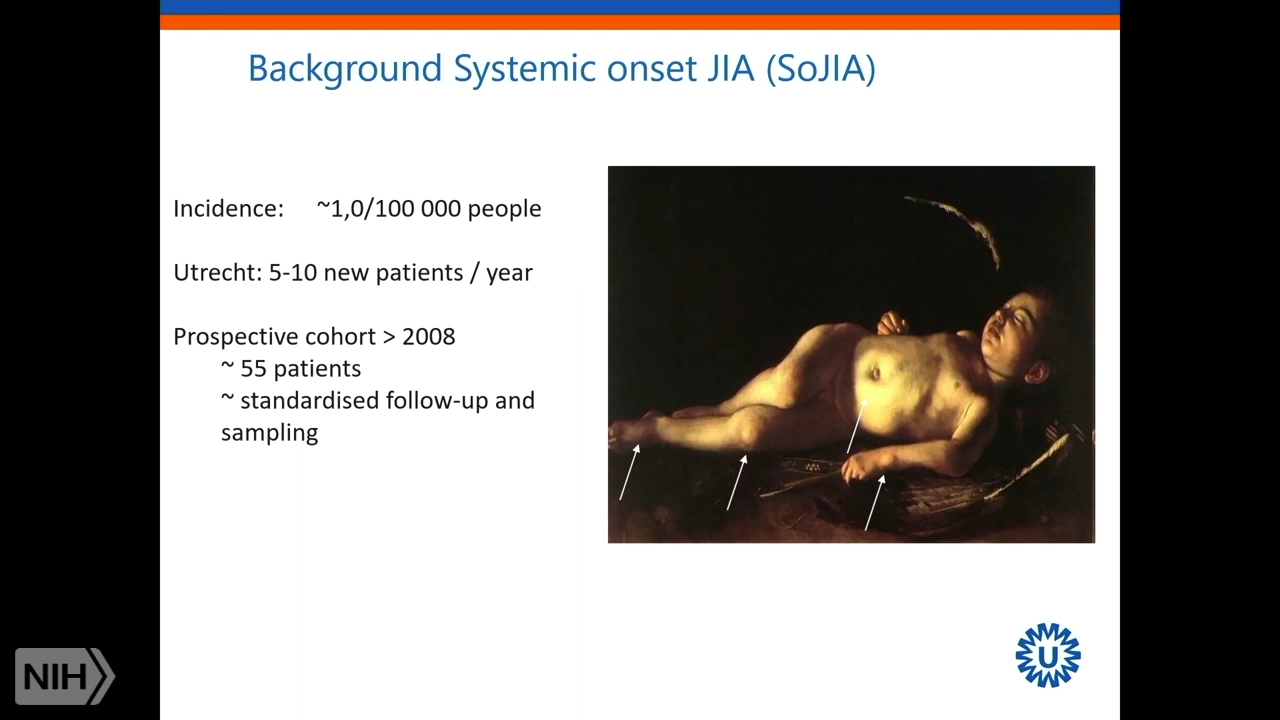 Background Systemic onset JIA (SoJIA)
Incidence: ~1,0/100 000 people
Utrecht: 5-10 new patients / year
Prospective cohort > 2008
~ 55 patients
~ standardised follow-up and
sampling
NIH
U